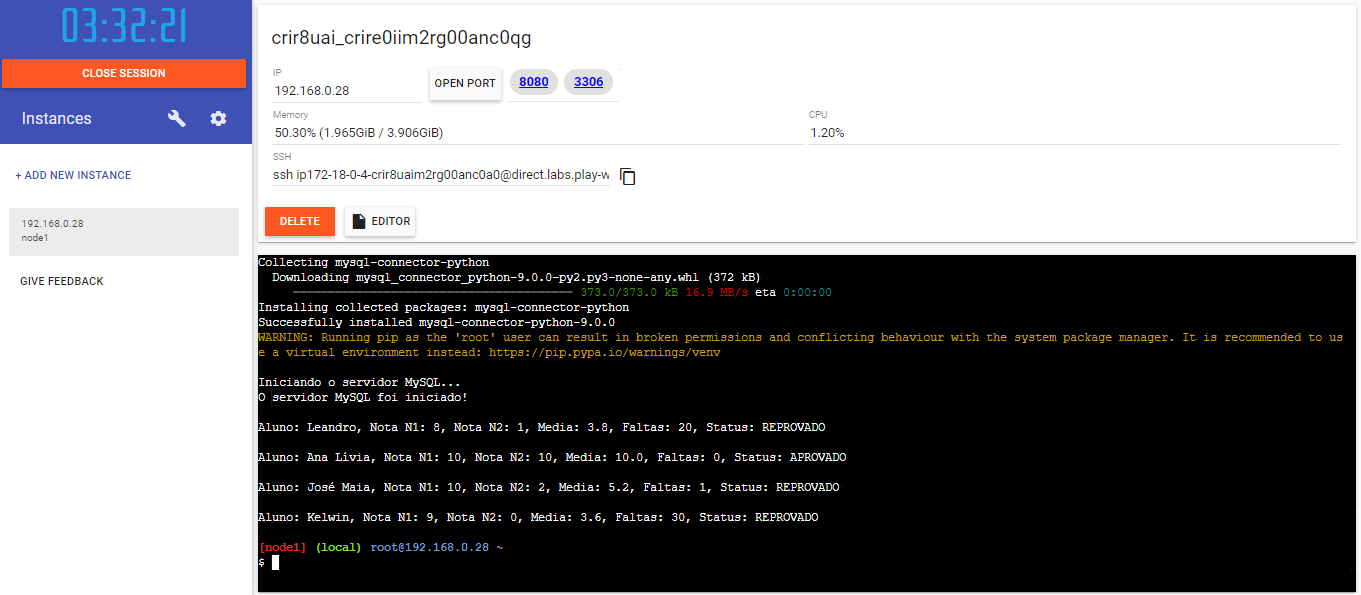 03:32:21
CLOSE SESSION
Instances
+ ADD NEW INSTANCE
192.168.0.28
node1
GIVE FEEDBACK
crir8uai_crire0iim2rg00anc0qg
IP
192.168.0.28
OPEN PORT
8080
3306
Memory
50.30% (1.965GiB / 3.906GiB)
CPU
1.20%
SSH
ssh ip172-18-0-4-crir8uaim2rg00anc0a0@direct.labs.play-w
DELETE
EDITOR
Collecting mysql-connector-python
Downloading mysql_connector_python-9.0.0-py2.py3-none-any.whl (372 kB)
373.0/373.0 kB 16.9 MB/s eta 0:00:00
Installing collected packages: mysql-connector-python
Successfully installed mysql-connector-python-9.0.0
WARNING: Running pip as the 'root' user can result in broken permissions and conflicting behaviour with the system package manager. It is recommended to us
e a virtual environment instead: https://pip.pypa.io/warnings/venv
Iniciando o servidor MySQL...
O servidor MySQL foi iniciado!
Aluno: Leandro, Nota N1: 8, Nota N2: 1, Media: 3.8, Faltas: 20, Status: REPROVADO
Aluno: Ana Lívia, Nota N1: 10, Nota N2: 10, Media: 10.0, Faltas: 0, Status: APROVADO
Aluno: José Maia, Nota N1: 10, Nota N2: 2, Media: 5.2, Faltas: 1, Status: REPROVADO
Aluno: Kelwin, Nota N1: 9, Nota N2: 0, Media: 3.6, Faltas: 30, Status: REPROVADO
[node1] (local) root@192.168.0.28 ~
$